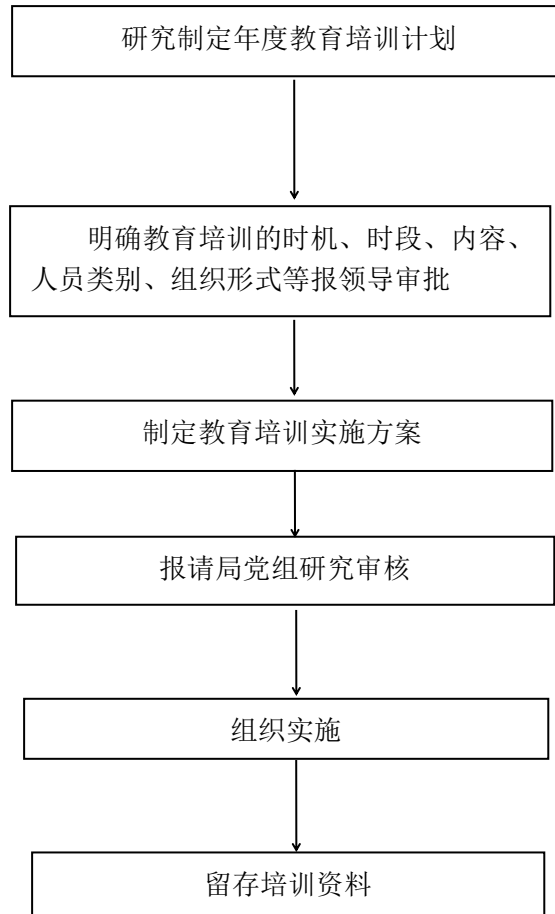 研究制定年度教育培训计划
明确教育培训的时机、时段、内容、
人员类别、组织形式等报领导审批
制定教育培训实施方案
报请局党组研究审核
组织实施
留存培训资料